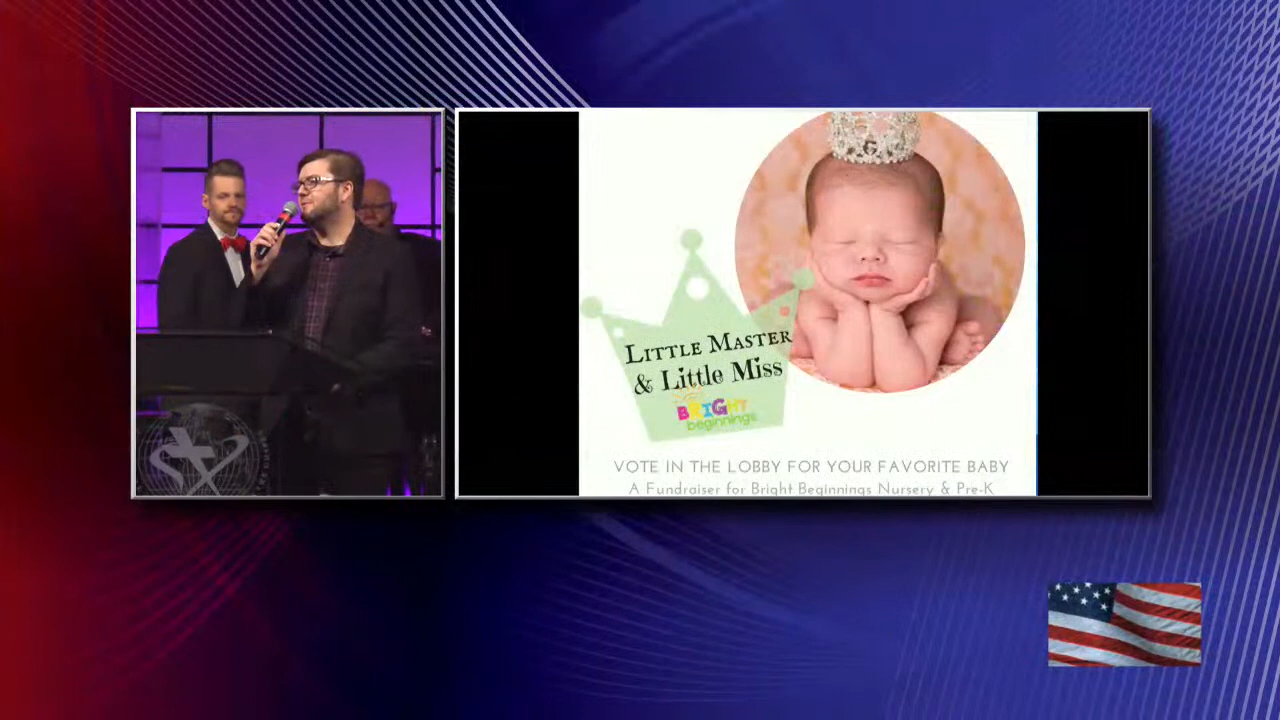 Little Master
& Little Miss
BRIGHT
beginnings
VOTE IN THE LOBBY FOR YOUR FAVORITE BABY
A Fundraiser for Bright Beginnings Nursery & Pre-K